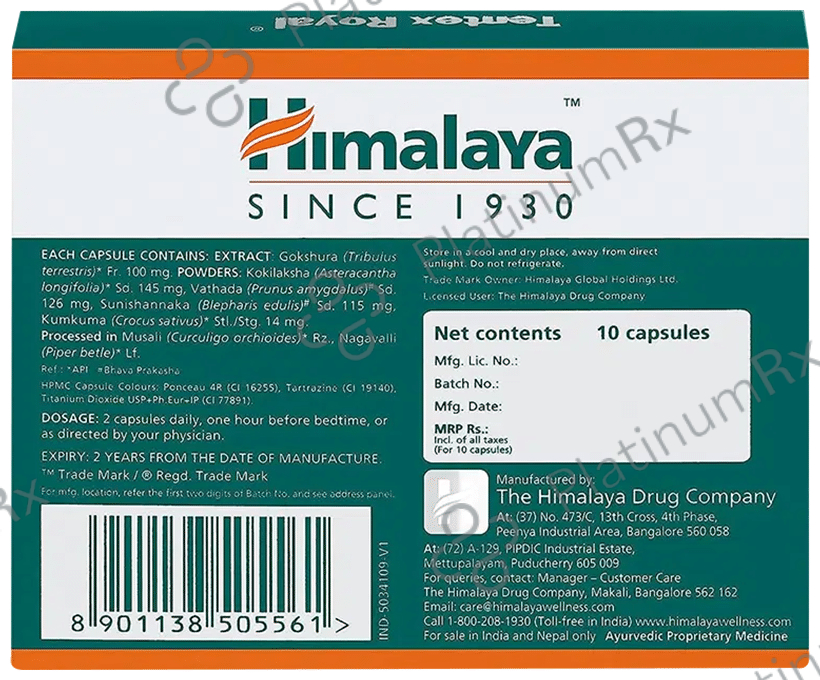 Tentex Royal®
Himalaya™
SINCE 1930
EACH CAPSULE CONTAINS: EXTRACT: Gokshura (Tribulus
terrestris)* Fr. 100 mg. POWDERS: Kokilaksha (Asteracantha
longifolia)* Sd. 145 mg, Vathada (Prunus amygdalus)# Sd.
126 mg, Sunishannaka (Blepharis edulis)# Sd. 115 mg,
Kumkuma (Crocus sativus)* Stl./Stg. 14 mg.
Processed in Musali (Curculigo orchioides)* Rz., Nagavalli
(Piper betle)* Lf.
Ref.: *API #Bhava Prakasha
HPMC Capsule Colours: Ponceau 4R (CI 16255), Tartrazine (CI 19140),
Titanium Dioxide USP+Ph.Eur+IP (CI 77891).
DOSAGE: 2 capsules daily, one hour before bedtime, or
as directed by your physician.
EXPIRY: 2 YEARS FROM THE DATE OF MANUFACTURE.
™ Trade Mark / ® Regd. Trade Mark
For mfg. location, refer the first two digits of Batch No. and see address panel.
8 901138 505561 >
IND-5034109-V1
Store in a cool and dry place, away from direct
sunlight. Do not refrigerate.
Trade Mark Owner: Himalaya Global Holdings Ltd.
Licensed User: The Himalaya Drug Company
Net contents 10 capsules
Mfg. Lic. No.:
Batch No.:
Mfg. Date:
MRP Rs.:
Incl. of all taxes
(For 10 capsules)
Manufactured by:
The Himalaya Drug Company
At: (37) No. 473/C, 13th Cross, 4th Phase,
Peenya Industrial Area, Bangalore 560 058
At: (72) A-129, PIPDIC Industrial Estate,
Mettupalayam, Puducherry 605 009
For queries, contact: Manager – Customer Care
The Himalaya Drug Company, Makali, Bangalore 562 162
Email: care@himalayawellness.com
Call 1-800-208-1930 (Toll-free in India) www.himalayawellness.com
For sale in India and Nepal only Ayurvedic Proprietary Medicine
PlatinumRx
PlatinumRx
PlatinumRx
PlatinumRx